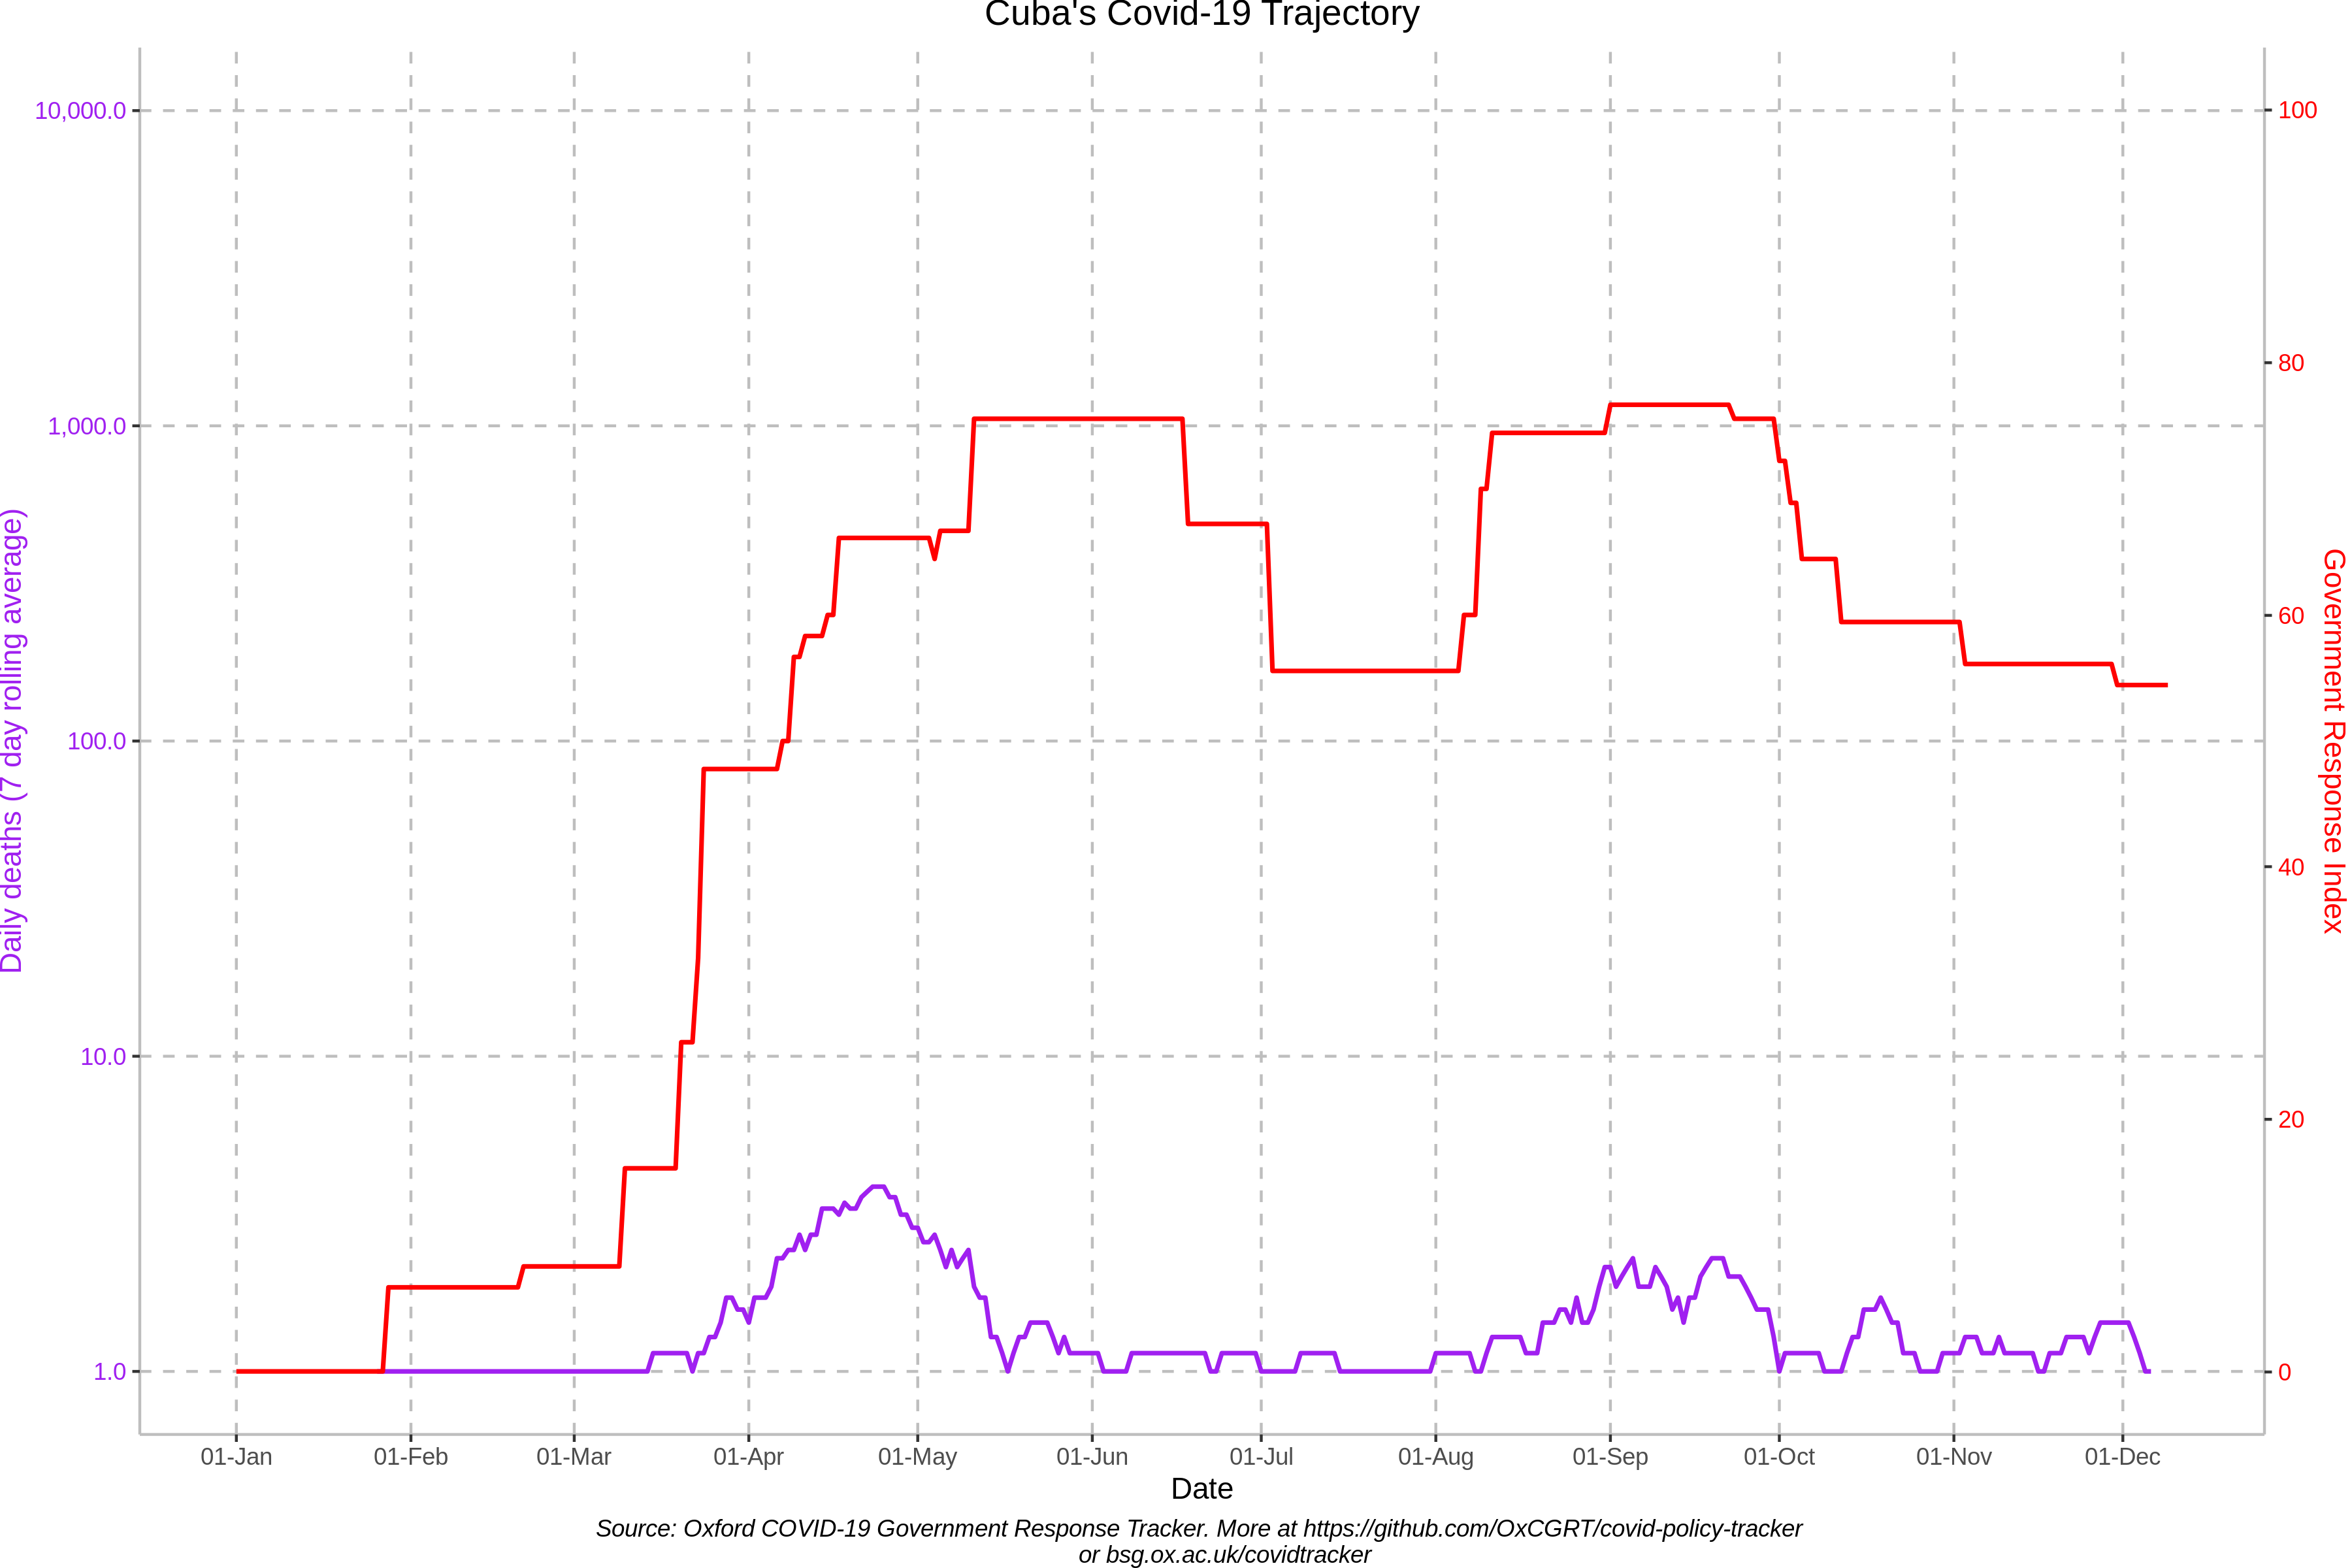 Cuba's Covid-19 Trajectory
10,000.0
1,000.0
100.0
10.0
1.0
Daily deaths (7 day rolling average)
100
80
60
40
20
0
Government Response Index
01-Jan 01-Feb 01-Mar 01-Apr 01-May 01-Jun 01-Jul 01-Aug 01-Sep 01-Oct 01-Nov 01-Dec
Date
Source: Oxford COVID-19 Government Response Tracker. More at https://github.com/OxCGRT/covid-policy-tracker
or bsg.ox.ac.uk/covidtracker